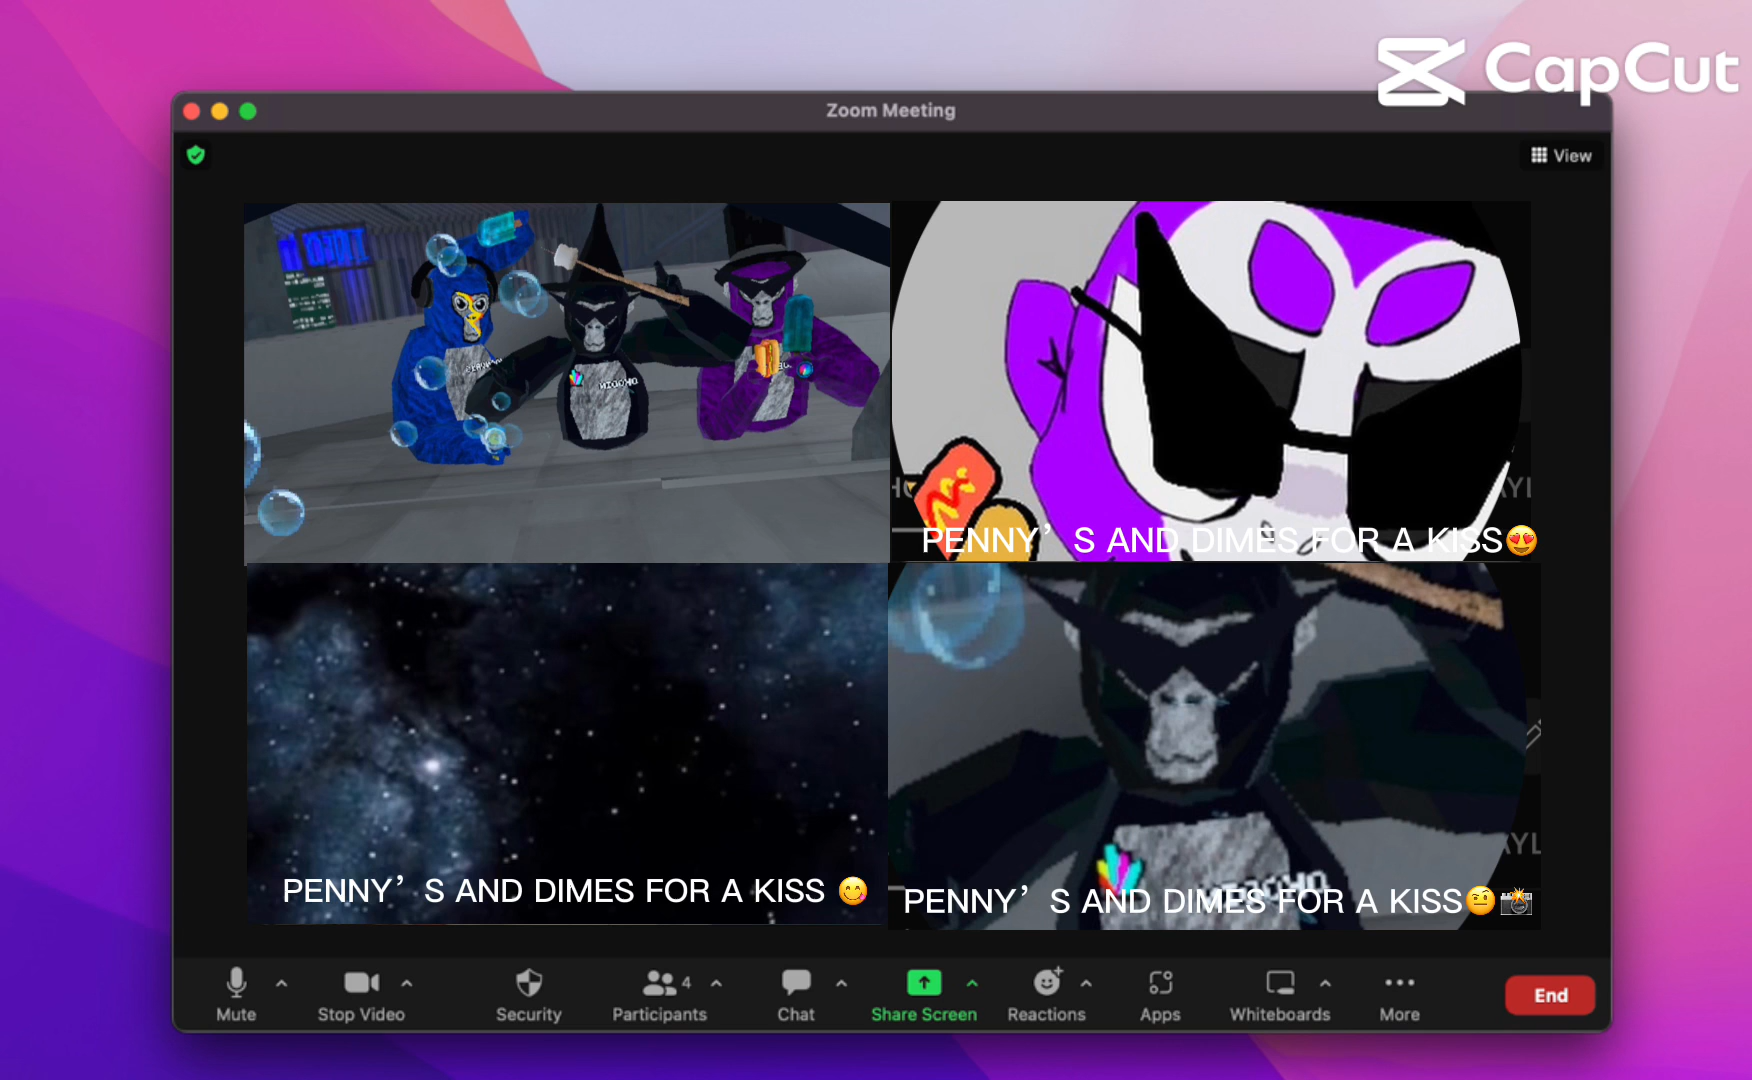 CapCut
Zoom Meeting
View
PENNY’S AND DIMES FOR A KISS😍
PENNY’S AND DIMES FOR A KISS 😋
PENNY’S AND DIMES FOR A KISS🤨📸
Mute
Stop Video
Security
Participants
4
Chat
Share Screen
Reactions
Apps
Whiteboards
More
End